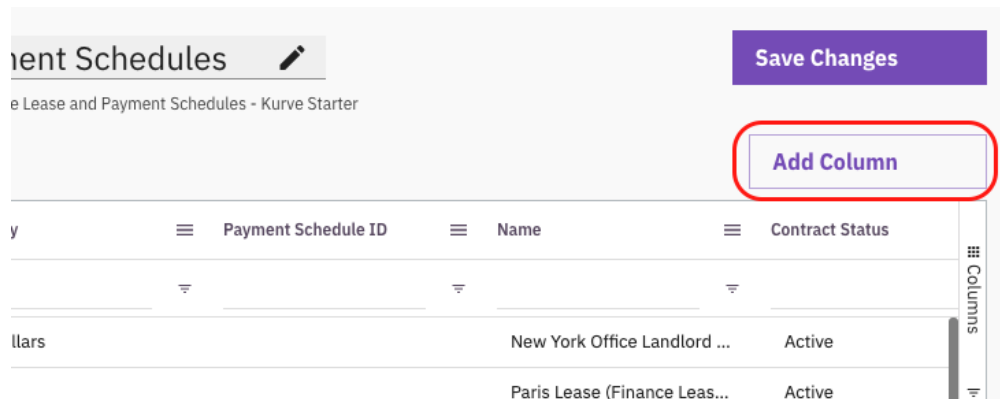 nent Schedules
Save Changes
e Lease and Payment Schedules - Kurve Starter
Add Column
y
Payment Schedule ID
Name
Contract Status
Columns
llars
New York Office Landlord ...
Active
Paris Lease (Finance Leas...
Active